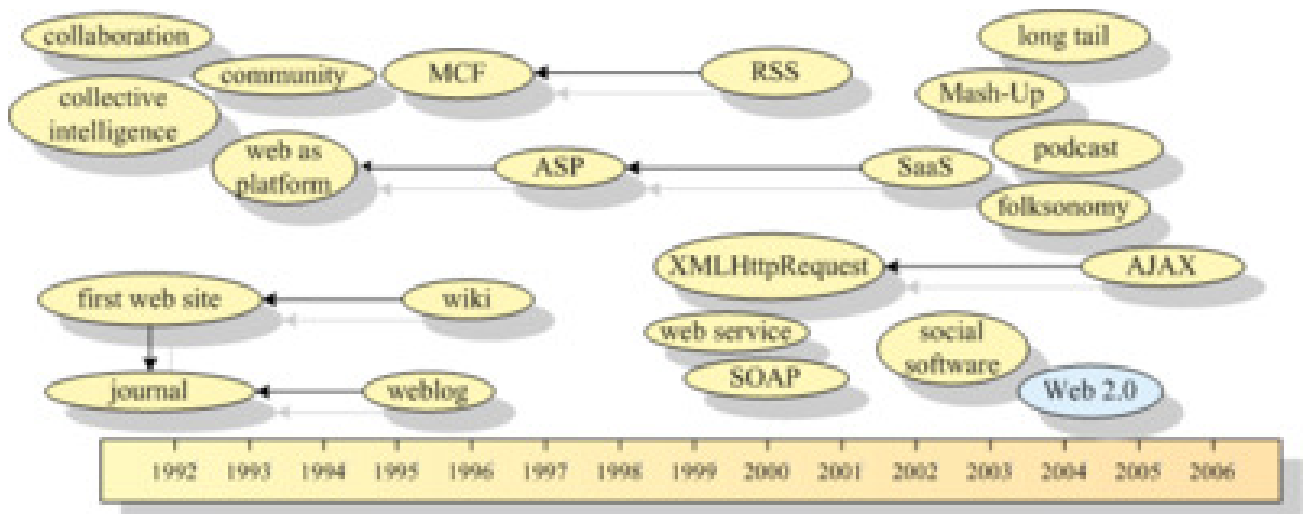 collaboration
community
MCF
RSS
long tail
collective
intelligence
Mash-Up
web as
platform
ASP
SaaS
podcast
folksonomy
XMLHttpRequest
AJAX
first web site
wiki
web service
social
software
journal
weblog
SOAP
Web 2.0
1992 1993 1994 1995 1996 1997 1998 1999 2000 2001 2002 2003 2004 2005 2006